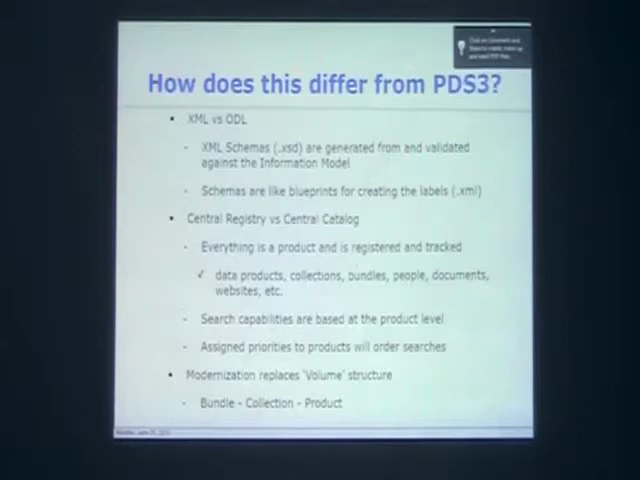 How does this differ from PDS3?
• XML vs ODL
- XML Schemas (.xsd) are generated from and validated
against the Information Model
- Schemas are like blueprints for creating the labels (.xml)
• Central Registry vs Central Catalog
- Everything is a product and is registered and tracked
✓ data products, collections, bundles, people, documents,
websites, etc.
- Search capabilities are based at the product level
- Assigned priorities to products will order searches
• Modernization replaces 'Volume' structure
- Bundle - Collection - Product